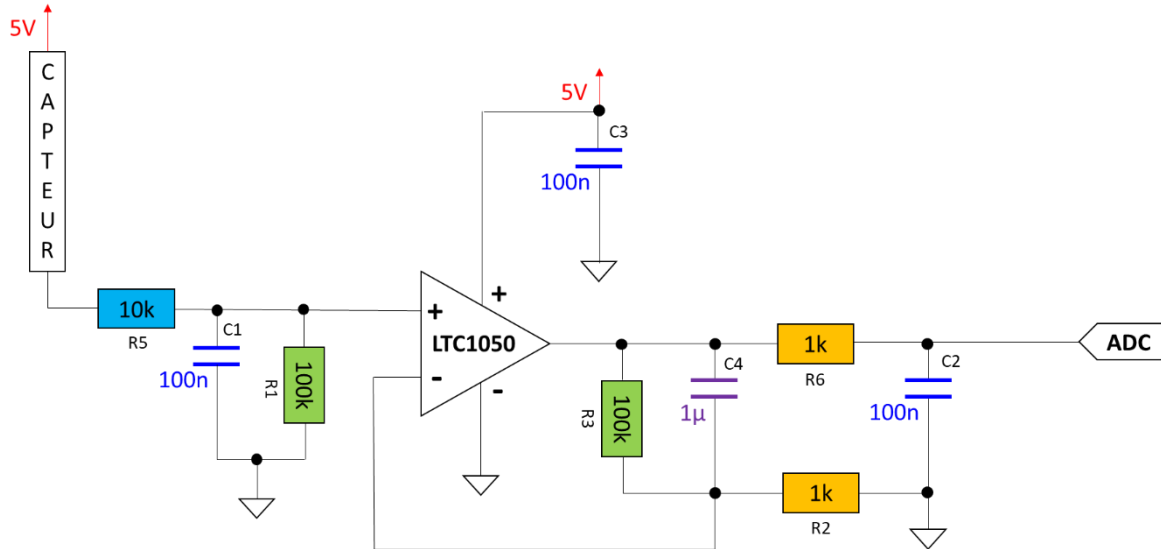 5V
CAPTEUR
5V
C3
100n
10k
R5
C1
100n
100k
R1
+
-
LTC1050
+
-
100k
R3
C4
1µ
1k
R6
C2
100n
1k
R2
ADC